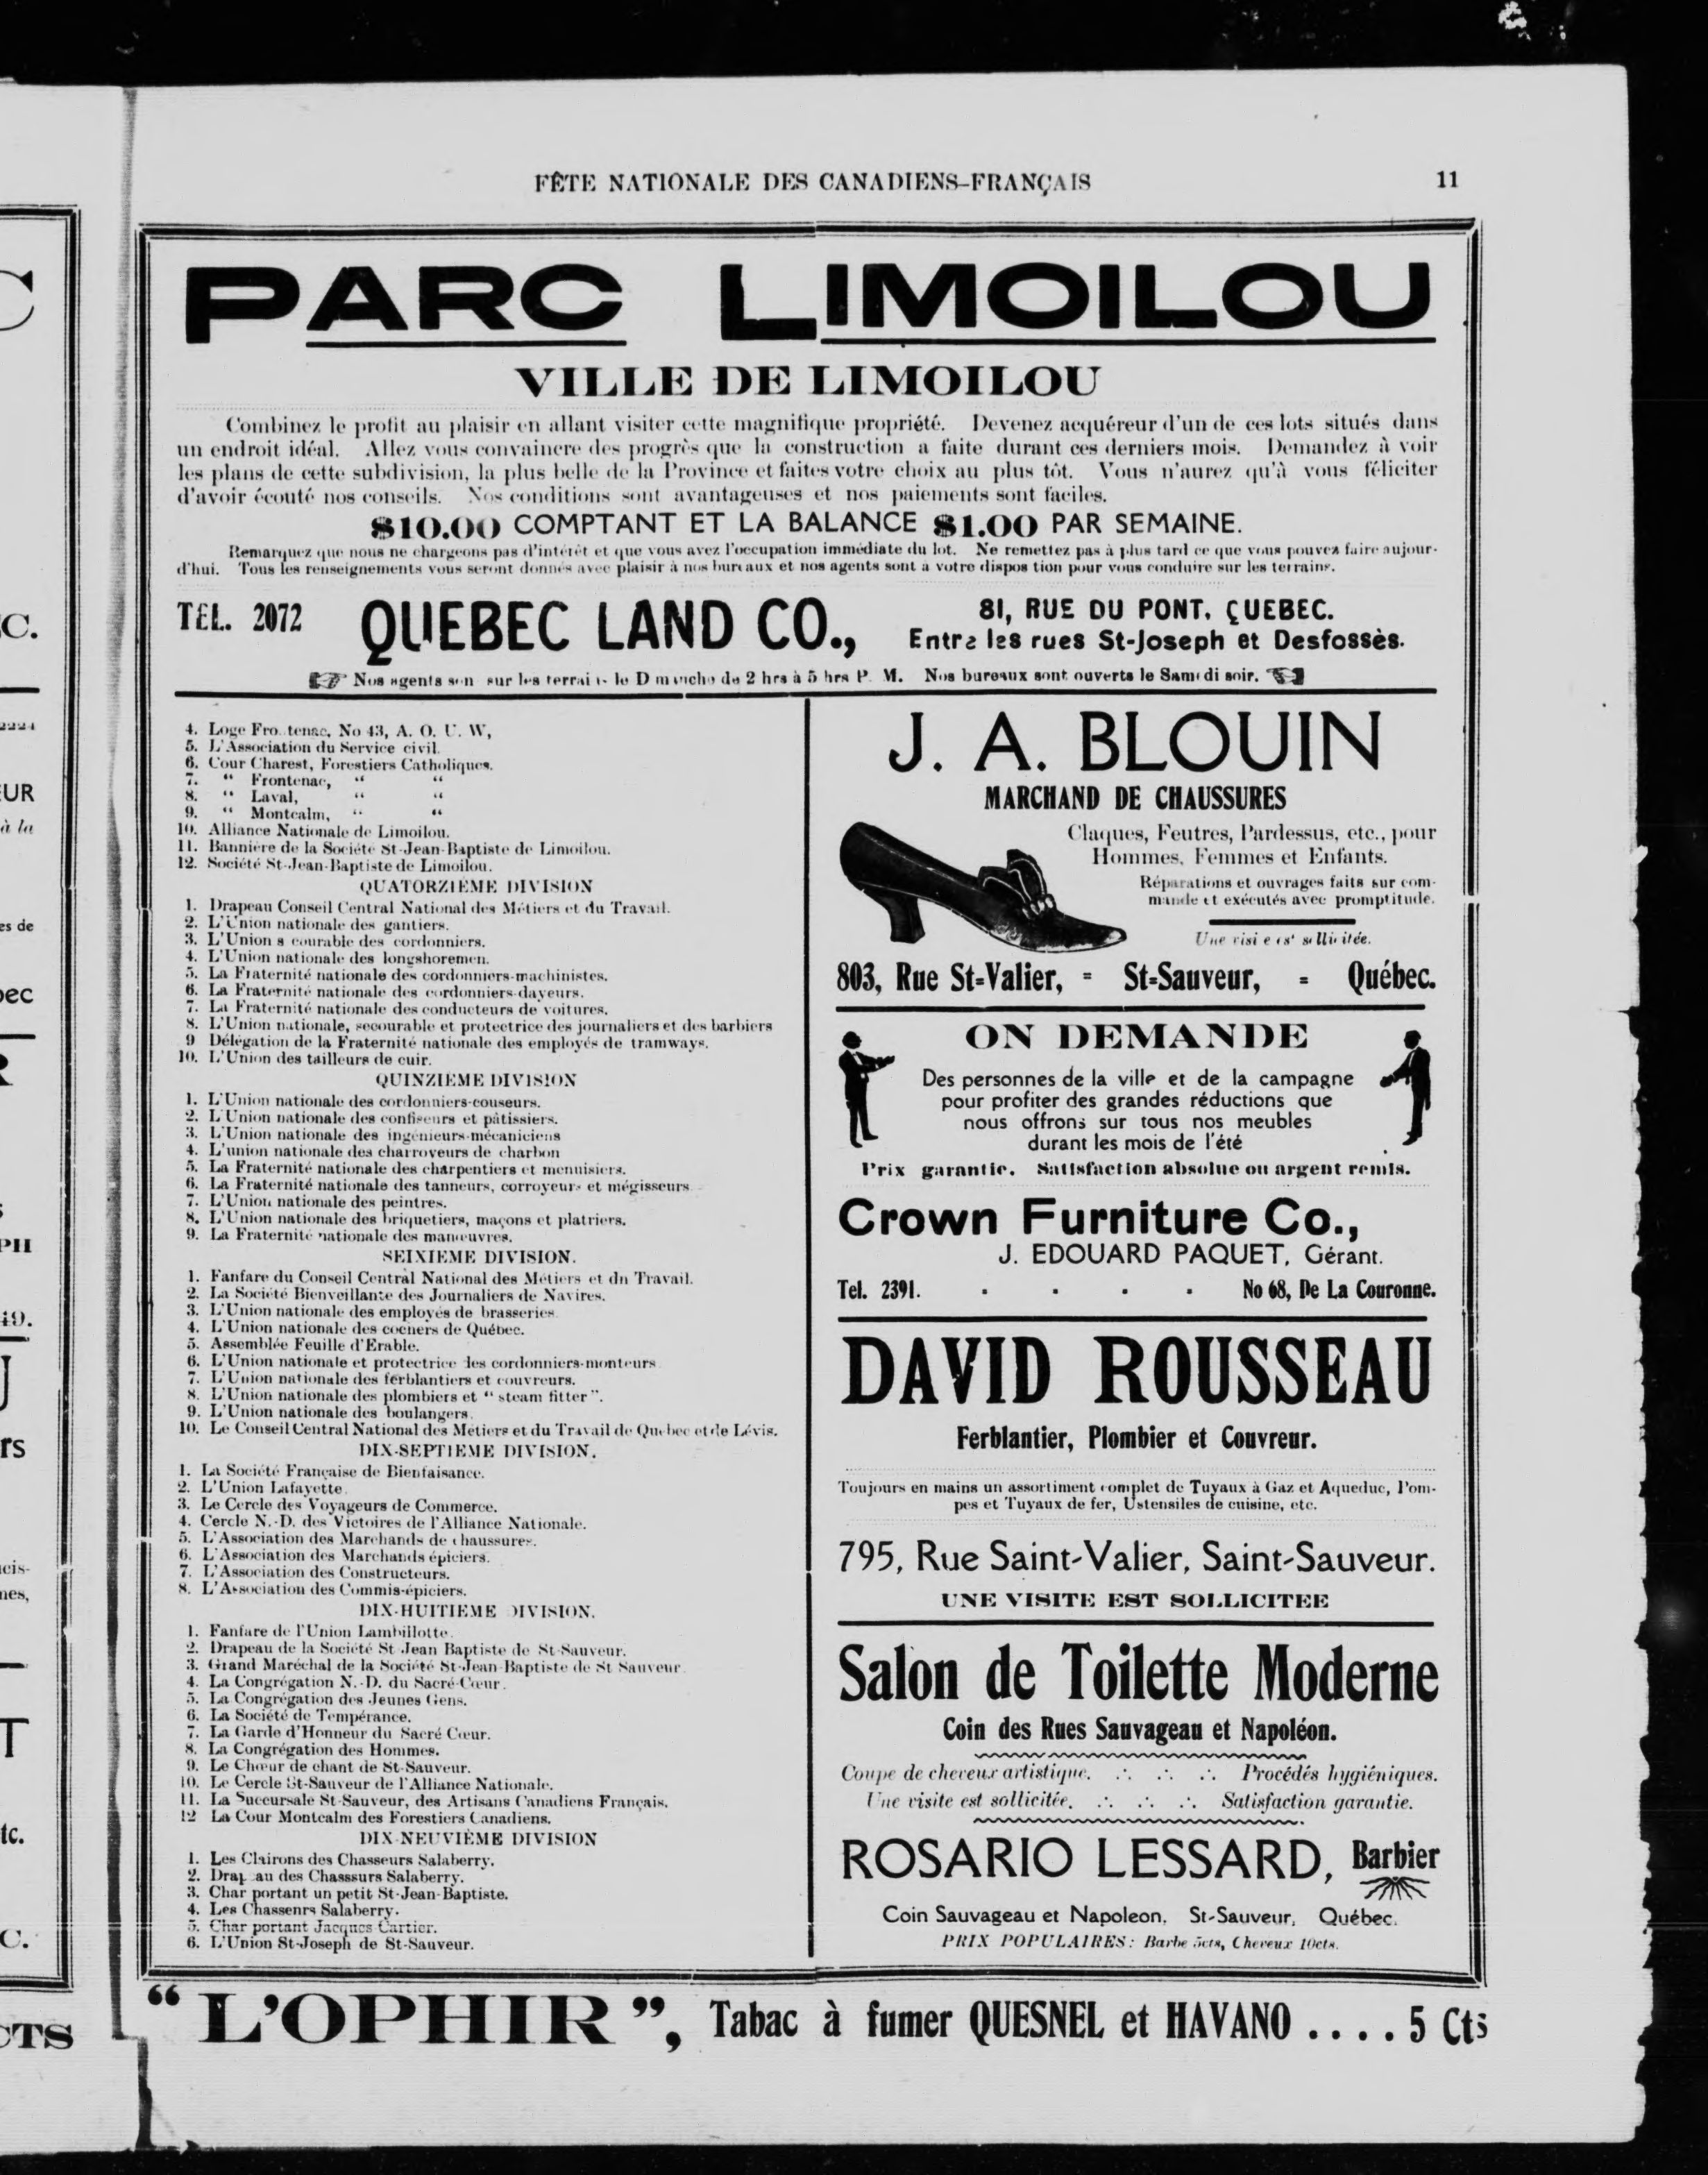 FÊTE NATIONALE DES CANADIENS-FRANÇAIS 11
PARC LIMOILOU
VILLE DE LIMOILOU
Combinez le profit au plaisir en allant visiter cette magnifique propriété. Devenez acquéreur d'un de ces lots situés dans
un endroit idéal. Allez vous convaincre des progrès que la construction a faite durant ces derniers mois. Demandez à voir
les plans de cette subdivision, la plus belle de la Province et faites votre choix au plus tôt. Vous n'aurez qu'à vous féliciter
d'avoir écouté nos conseils. Nos conditions sont avantageuses et nos paiements sont faciles.
$10.00 COMPTANT ET LA BALANCE $1.00 PAR SEMAINE.
Remarquez que nous ne chargeons pas d'intérêt et que vous avez l'occupation immédiate du lot. Ne remettez pas à plus tard ce que vous pouvez faire aujour-
d'hui. Tous les renseignements vous seront donnés avec plaisir à nos bureaux et nos agents sont à votre dispos tion pour vous conduire sur les terrains.
TEL. 2072 QUEBEC LAND CO., 81, RUE DU PONT, QUEBEC.
Entre les rues St-Joseph et Desfossès.
Nos agents son sur les terrai s le D manche de 2 hrs à 5 hrs P. M. Nos bureaux sont ouverts le Samedi soir.
4. Loge Fro tenac, No 43, A. O. U. W,
5. L'Association du Service civil.
6. Cour Charest, Forestiers Catholiques.
7. “ Frontenac, “ “
8. “ Laval, “ “
9. “ Montcalm, “ “
10. Alliance Nationale de Limoilou.
11. Bannière de la Société St-Jean-Baptiste de Limoilou.
12. Société St-Jean-Baptiste de Limoilou.
QUATORZIÈME DIVISION
1. Drapeau Conseil Central National des Métiers et du Travail.
2. L'Union nationale des gantiers.
3. L'Union s courable des cordonniers.
4. L'Union nationale des longshoremen.
5. La Fraternité nationale des cordonniers-machinistes.
6. La Fraternité nationale des cordonniers-dayeurs.
7. La Fraternité nationale des conducteurs de voitures.
8. L'Union nationale, secourable et protectrice des journaliers et des barbiers
9 Délégation de la Fraternité nationale des employés de tramways.
10. L'Union des tailleurs de cuir.
QUINZIÈME DIVISION
1. L'Union nationale des cordonniers-couseurs.
2. L'Union nationale des confiseurs et pâtissiers.
3. L'Union nationale des ingénieurs-mécaniciens
4. L'union nationale des charroyeurs de charbon
5. La Fraternité nationale des charpentiers et menuisiers.
6. La Fraternité nationale des tanneurs, corroyeurs et mégisseurs
7. L'Union nationale des peintres.
8. L'Union nationale des briquetiers, maçons et platriers.
9. La Fraternité nationale des manœuvres.
SEIXIEME DIVISION.
1. Fanfare du Conseil Central National des Métiers et dn Travail.
2. La Société Bienveillante des Journaliers de Navires.
3. L'Union nationale des employés de brasseries
4. L'Union nationale des cochers de Québec.
5. Assemblée Feuille d'Erable.
6. L'Union nationale et protectrice des cordonniers-monteurs
7. L'Union nationale des ferblantiers et couvreurs.
8. L'Union nationale des plombiers et “ steam fitter ”.
9. L'Union nationale des boulangers.
10. Le Conseil Central National des Métiers et du Travail de Quebec et de Lévis.
DIX-SEPTIEME DIVISION.
1. La Société Française de Bienfaisance.
2. L'Union Lafayette.
3. Le Cercle des Voyageurs de Commerce.
4. Cercle N.-D. des Victoires de l'Alliance Nationale.
5. L'Association des Marchands de chaussures.
6. L'Association des Marchands épiciers.
7. L'Association des Constructeurs.
8. L'Association des Commis-épiciers.
DIX-HUITIEME DIVISION.
1. Fanfare de l'Union Lambillotte.
2. Drapeau de la Société St Jean Baptiste de St-Sauveur.
3. Grand Maréchal de la Société St-Jean-Baptiste de St Sauveur
4. La Congrégation N.-D. du Sacré-Cœur.
5. La Congrégation des Jeunes Gens.
6. La Société de Tempérance.
7. La Garde d'Honneur du Sacré Cœur.
8. La Congrégation des Hommes.
9. Le Chœur de chant de St-Sauveur.
10. Le Cercle St-Sauveur de l'Alliance Nationale.
11. La Succursale St-Sauveur, des Artisans Canadiens Français.
12 La Cour Montcalm des Forestiers Canadiens.
DIX-NEUVIÈME DIVISION
1. Les Clairons des Chasseurs Salaberry.
2. Drap au des Chasssurs Salaberry.
3. Char portant un petit St-Jean-Baptiste.
4. Les Chassenrs Salaberry.
5. Char portant Jacques Cartier.
6. L'Union St-Joseph de St-Sauveur.
J. A. BLOUIN
MARCHAND DE CHAUSSURES
Claques, Feutres, Pardessus, etc., pour
Hommes, Femmes et Enfants.
Réparations et ouvrages faits sur com-
mande et exécutés avec promptitude.
Une visi e es' sollicitée.
803, Rue St-Valier, = St=Sauveur, = Québec.
ON DEMANDE
Des personnes de la ville et de la campagne
pour profiter des grandes réductions que
nous offrons sur tous nos meubles
durant les mois de l'été
Prix garantie. Satisfaction absolue ou argent remis.
Crown Furniture Co.,
J. EDOUARD PAQUET, Gérant.
Tel. 2391. . . . . No 68, De La Couronne.
DAVID ROUSSEAU
Ferblantier, Plombier et Couvreur.
Toujours en mains un assortiment complet de Tuyaux à Gaz et Aqueduc, Pom-
pes et Tuyaux de fer, Ustensiles de cuisine, etc.
795, Rue Saint-Valier, Saint-Sauveur.
UNE VISITE EST SOLLICITEE
Salon de Toilette Moderne
Coin des Rues Sauvageau et Napoléon.
Coupe de cheveux artistique. ∴ ∴ ∴ Procédés hygiéniques.
Une visite est sollicitée. ∴ ∴ ∴ Satisfaction garantie.
ROSARIO LESSARD, Barbier
Coin Sauvageau et Napoleon, St-Sauveur, Québec.
PRIX POPULAIRES: Barbe 5cts, Cheveux 10cts.
“L'OPHIR”, Tabac à fumer QUESNEL et HAVANO .... 5 Cts